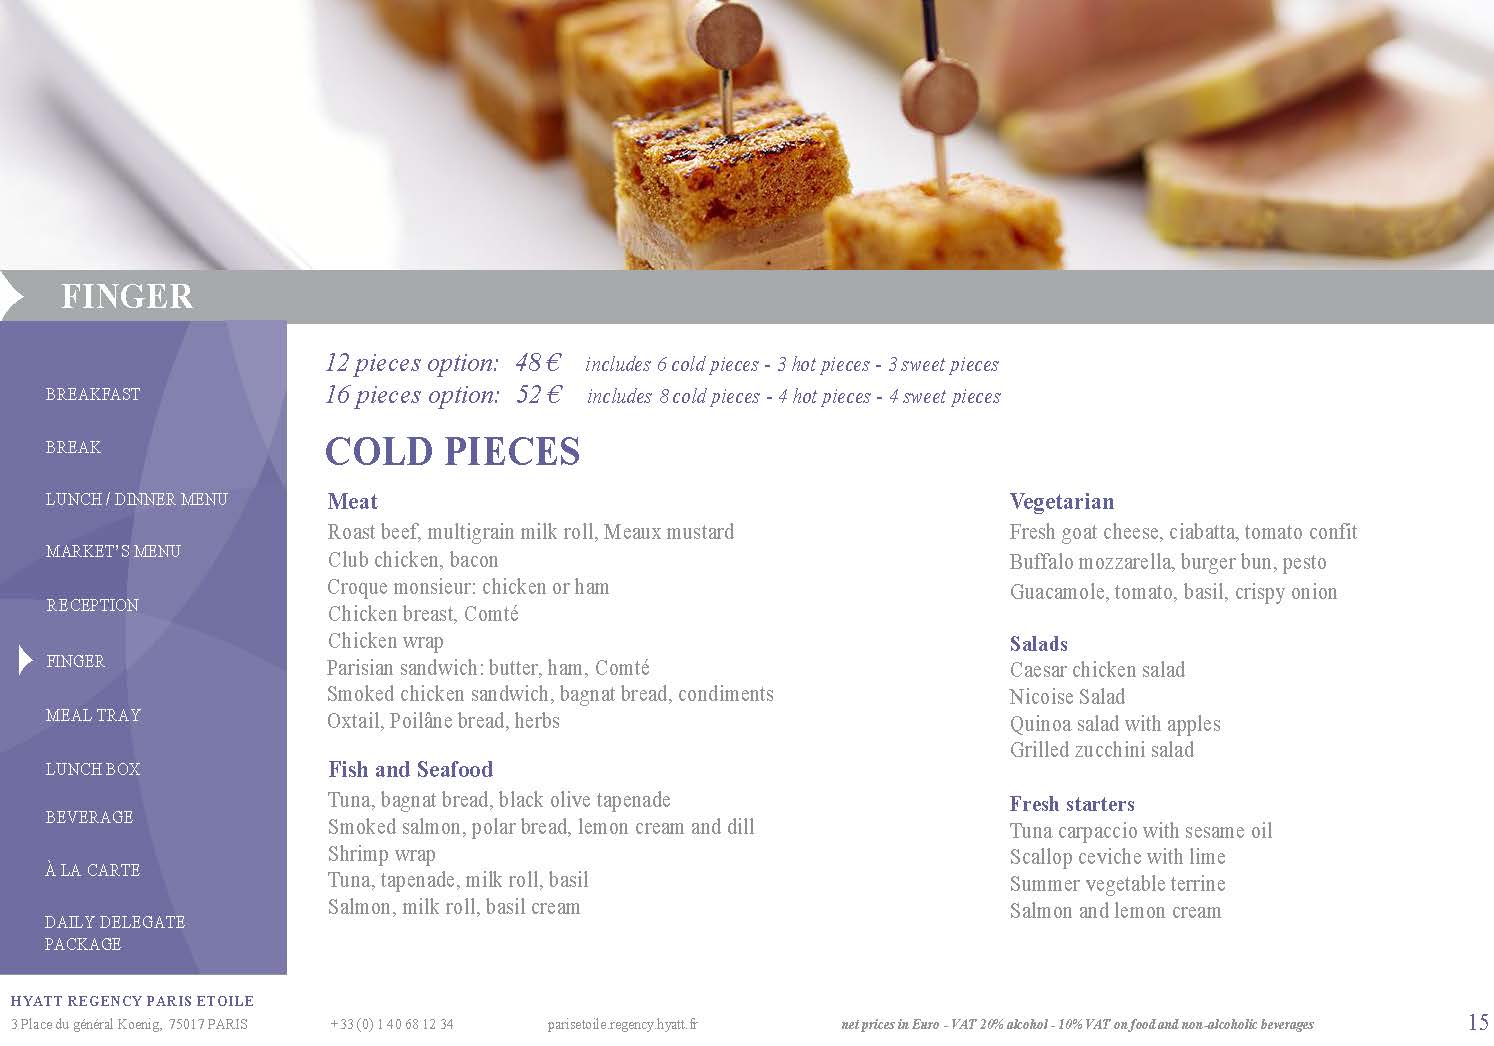 FINGER
BREAKFAST
BREAK
LUNCH / DINNER MENU
MARKET'S MENU
RECEPTION
FINGER
MEAL TRAY
LUNCH BOX
BEVERAGE
À LA CARTE
DAILY DELEGATE
PACKAGE
12 pieces option: 48 € includes 6 cold pieces - 3 hot pieces - 3 sweet pieces
16 pieces option: 52 € includes 8 cold pieces - 4 hot pieces - 4 sweet pieces
COLD PIECES
Meat
Roast beef, multigrain milk roll, Meaux mustard
Club chicken, bacon
Croque monsieur: chicken or ham
Chicken breast, Comté
Chicken wrap
Parisian sandwich: butter, ham, Comté
Smoked chicken sandwich, bagnat bread, condiments
Oxtail, Poilâne bread, herbs
Fish and Seafood
Tuna, bagnat bread, black olive tapenade
Smoked salmon, polar bread, lemon cream and dill
Shrimp wrap
Tuna, tapenade, milk roll, basil
Salmon, milk roll, basil cream
Vegetarian
Fresh goat cheese, ciabatta, tomato confit
Buffalo mozzarella, burger bun, pesto
Guacamole, tomato, basil, crispy onion
Salads
Caesar chicken salad
Nicoise Salad
Quinoa salad with apples
Grilled zucchini salad
Fresh starters
Tuna carpaccio with sesame oil
Scallop ceviche with lime
Summer vegetable terrine
Salmon and lemon cream
HYATT REGENCY PARIS ETOILE
3 Place du général Koenig, 75017 PARIS +33 (0) 1 40 68 12 34 parisetoile.regency.hyatt.fr net prices in Euro - VAT 20% alcohol - 10% VAT on food and non-alcoholic beverages 15